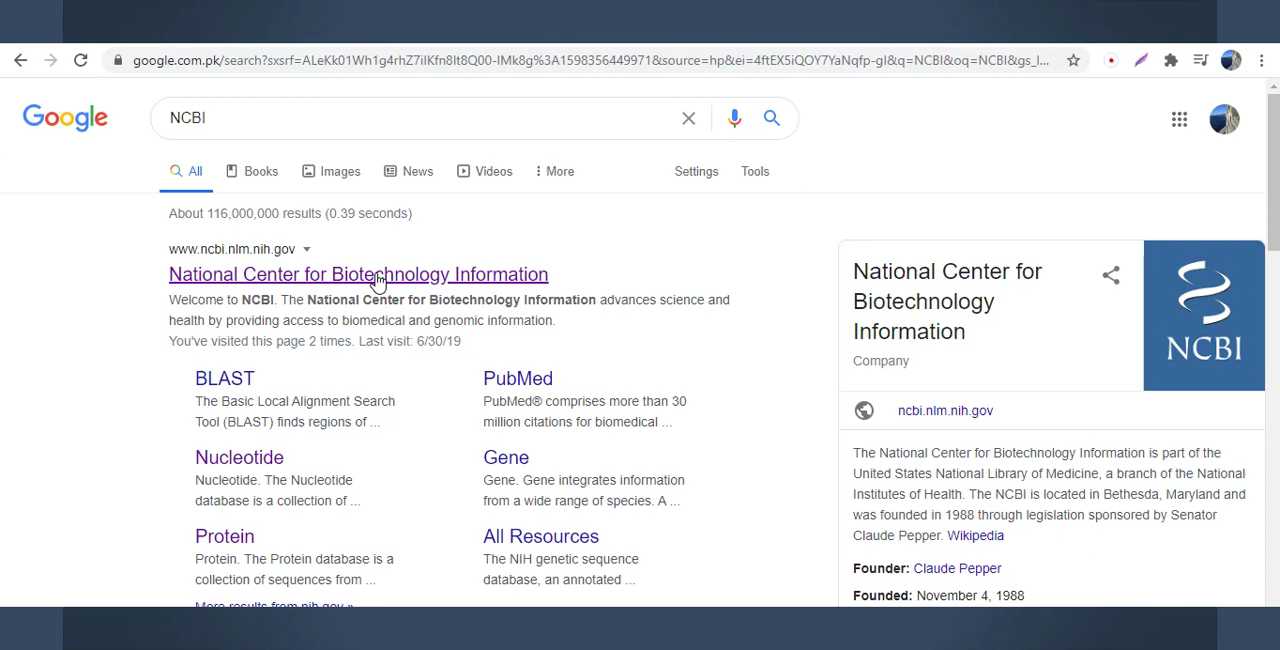 google.com.pk/search?sxsrf=ALeKk01Wh1g4rhZ7iIKfn8It8Q00-IMk8g%3A1598356449971&source=hp&ei=4ftEX5iQOY7YaNqfp-gI&q=NCBI&oq=NCBI&gs_l...
Google
NCBI
All
Books
Images
News
Videos
More
Settings
Tools
About 116,000,000 results (0.39 seconds)
www.ncbi.nlm.nih.gov
National Center for Biotechnology Information
Welcome to NCBI. The National Center for Biotechnology Information advances science and
health by providing access to biomedical and genomic information.
You've visited this page 2 times. Last visit: 6/30/19
BLAST
The Basic Local Alignment Search
Tool (BLAST) finds regions of ...
PubMed
PubMed® comprises more than 30
million citations for biomedical ...
Nucleotide
Nucleotide. The Nucleotide
database is a collection of ...
Gene
Gene. Gene integrates information
from a wide range of species. A ...
Protein
Protein. The Protein database is a
collection of sequences from ...
All Resources
The NIH genetic sequence
database, an annotated ...
More results from nih.gov »
National Center for
Biotechnology
Information
Company
NCBI
ncbi.nlm.nih.gov
The National Center for Biotechnology Information is part of the
United States National Library of Medicine, a branch of the National
Institutes of Health. The NCBI is located in Bethesda, Maryland and
was founded in 1988 through legislation sponsored by Senator
Claude Pepper. Wikipedia
Founder: Claude Pepper
Founded: November 4, 1988